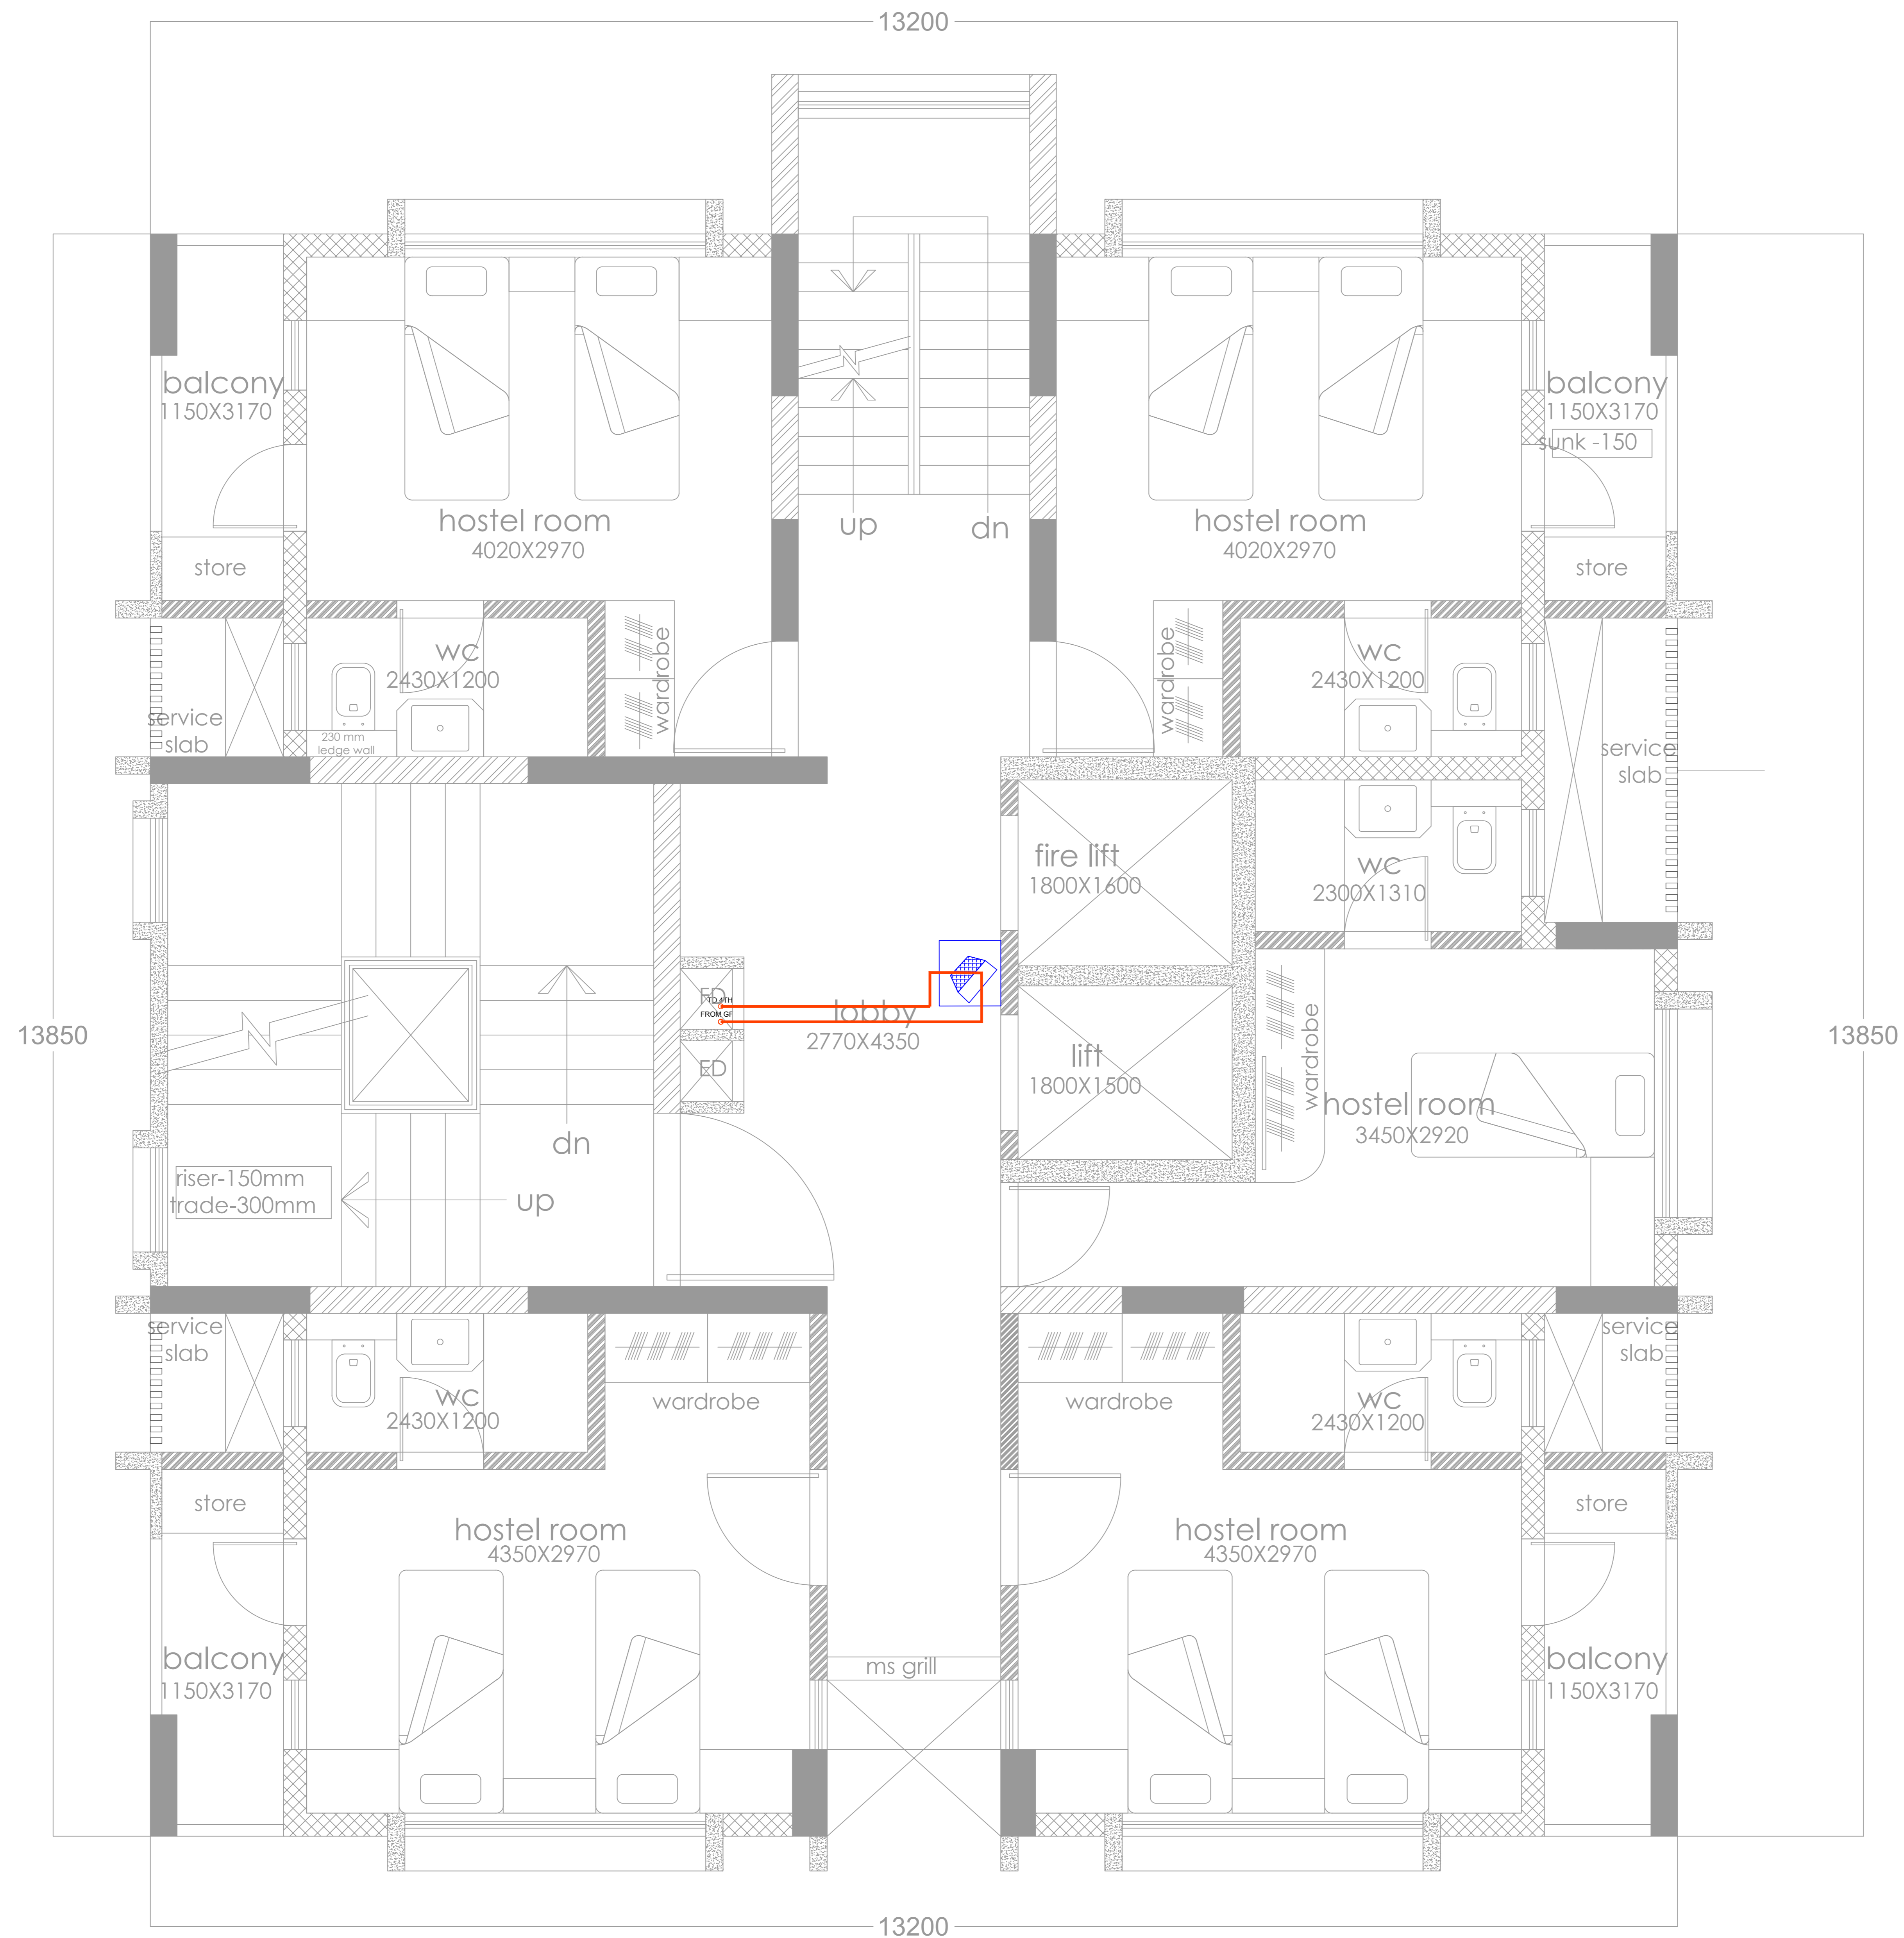 13200
balcony
1150X3170
balcony
1150X3170
sunk -150
hostel room
4020X2970
up
dn
hostel room
4020X2970
store
store
wc
2430X1200
wardrobe
wardrobe
wc
2430X1200
service
slab
230 mm
ledge wall
service
slab
fire lift
1800X1600
wc
2300X1310
ED
TO 4TH
FROM GF
lobby
2770X4350
13850
13850
ED
lift
1800X1500
wardrobe
hostel room
3450X2920
dn
riser-150mm
trade-300mm
up
service
slab
service
slab
wc
2430X1200
wardrobe
wardrobe
wc
2430X1200
store
store
hostel room
4350X2970
hostel room
4350X2970
balcony
1150X3170
ms grill
balcony
1150X3170
13200